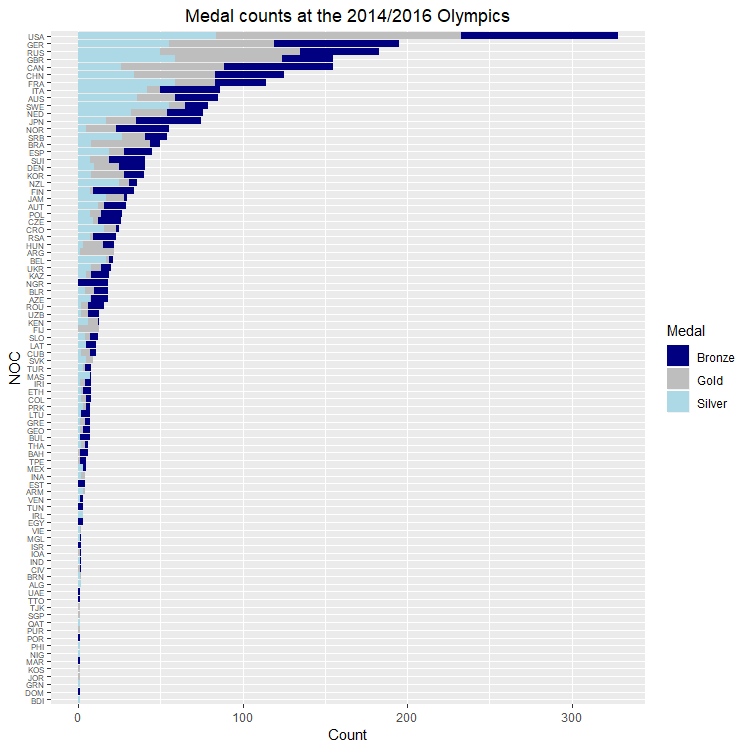 Medal counts at the 2014/2016 Olympics
USA
GER
RUS
GBR
CAN
CHN
FRA
ITA
AUS
SWE
NED
JPN
NOR
SRB
BRA
ESP
SUI
DEN
KOR
NZL
FIN
JAM
AUT
POL
CZE
CRO
RSA
HUN
ARG
BEL
UKR
KAZ
NGR
BLR
AZE
ROU
UZB
KEN
FIJ
SLO
LAT
CUB
SVK
TUR
MAS
IRI
ETH
COL
PRK
LTU
GRE
GEO
BUL
THA
BAH
TPE
MEX
INA
EST
ARM
VEN
TUN
IRL
EGY
VIE
MGL
ISR
IOA
IND
CIV
BRN
ALG
UAE
TTO
TJK
SGP
QAT
PUR
POR
PHI
NIG
MAR
KOS
JOR
GRN
DOM
BDI
NOC
0 100 200 300
Count
Medal
Bronze
Gold
Silver